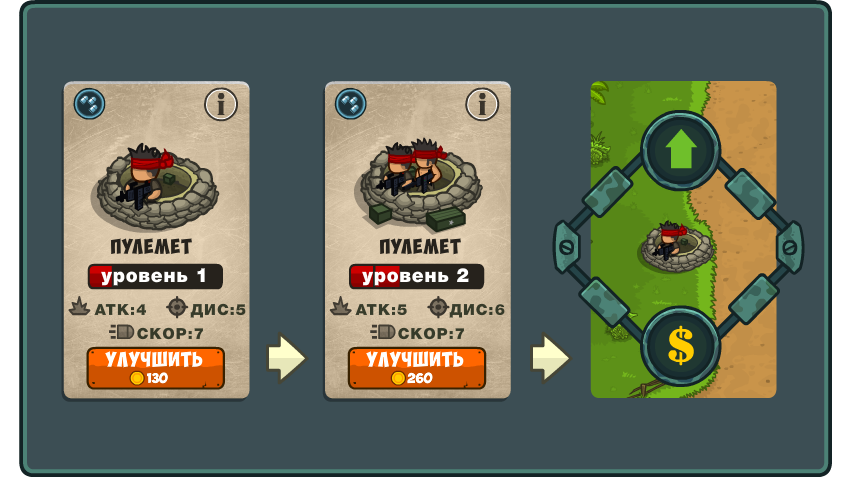 i
ПУЛЕМЕТ
уровень 1
АТК:4 ДИС:5
СКОР:7
УЛУЧШИТЬ
130
i
ПУЛЕМЕТ
уровень 2
АТК:5 ДИС:6
СКОР:7
УЛУЧШИТЬ
260
$